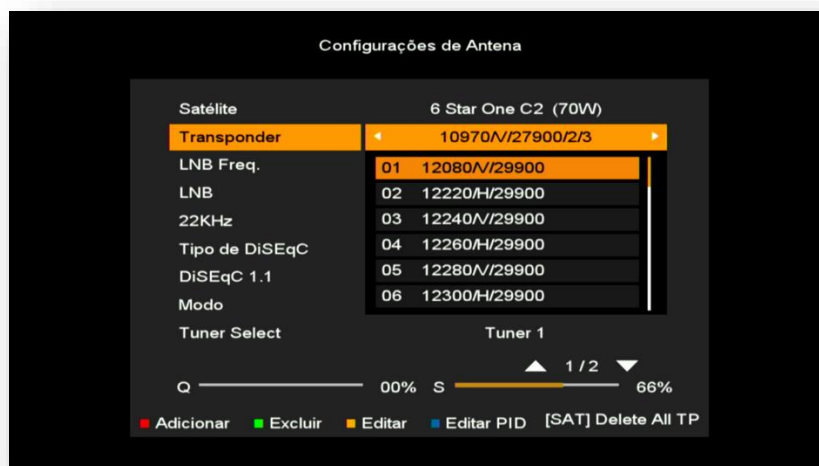 Configurações de Antena
Satélite 6 Star One C2 (70W)
Transponder 10970/V/27900/2/3
LNB Freq.
01 12080/V/29900
LNB
02 12220/H/29900
22KHz
03 12240/V/29900
Tipo de DiSEqC
04 12260/H/29900
DiSEqC 1.1
05 12280/V/29900
Modo
06 12300/H/29900
Tuner Select Tuner 1
1/2
Q 00% S 66%
Adicionar Excluir Editar Editar PID [SAT] Delete All TP